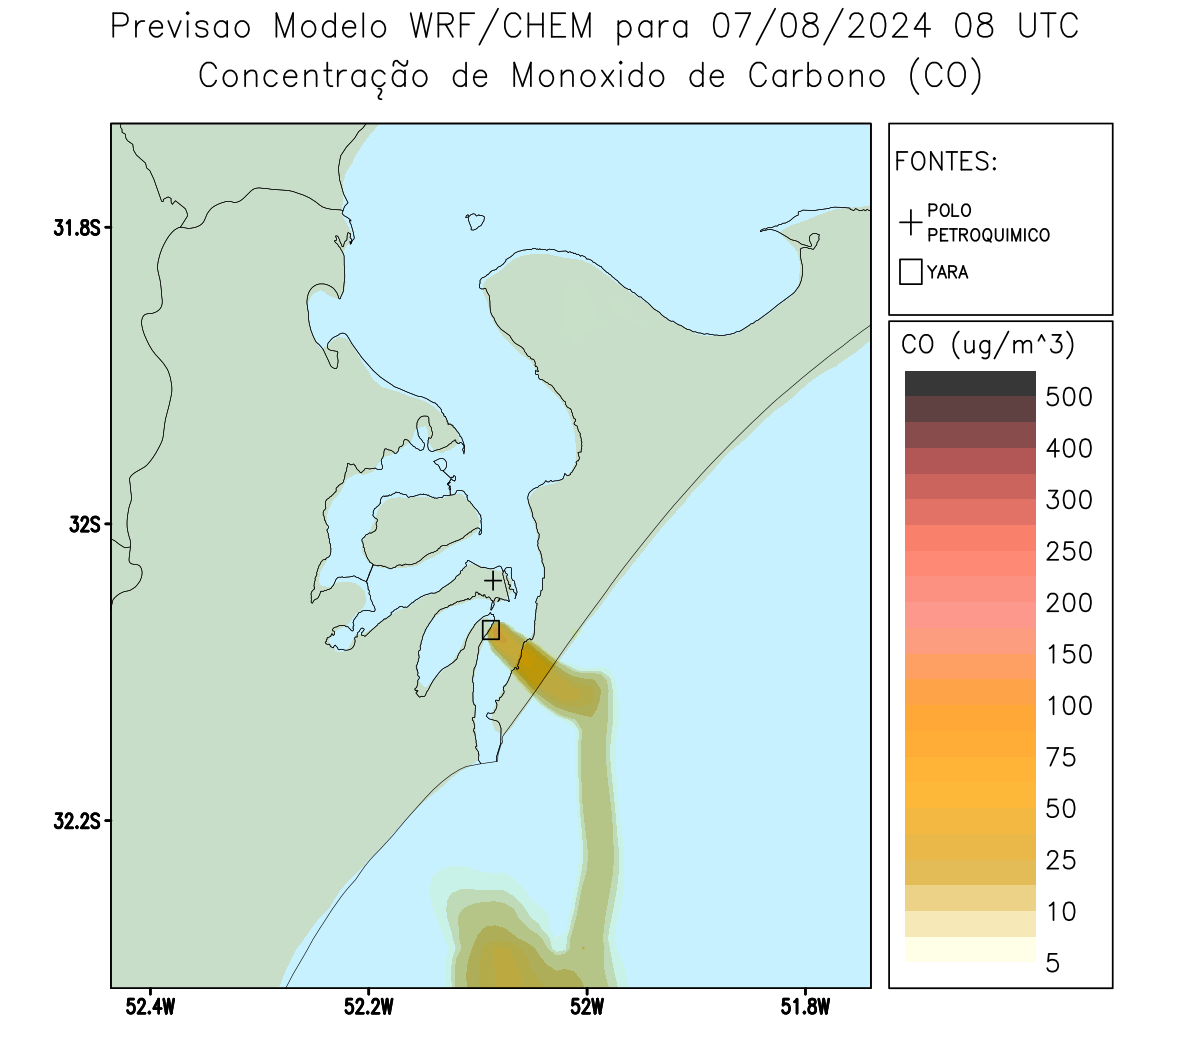 Previsao Modelo WRF/CHEM para 07/08/2024 08 UTC
Concentração de Monoxido de Carbono (CO)
FONTES:
POLO
PETROQUIMICO
YARA
CO (ug/m^3)
500
400
300
250
200
150
100
75
50
25
10
5
31.8S
32S
32.2S
52.4W
52.2W
52W
51.8W